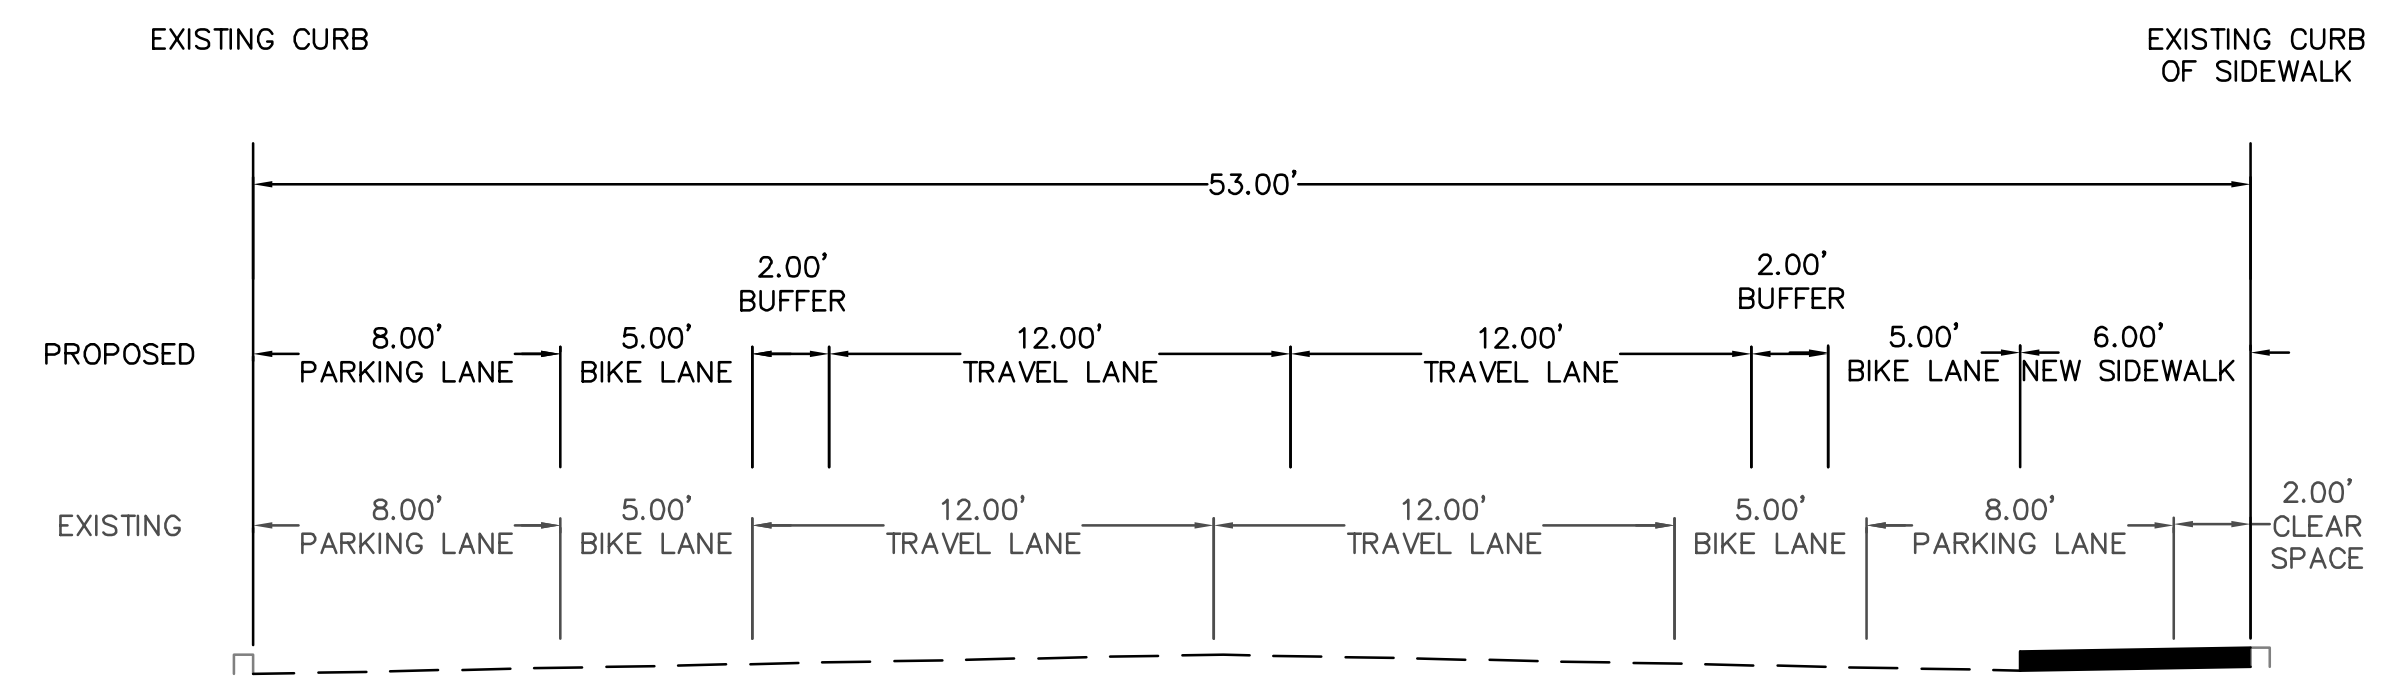 EXISTING CURB
EXISTING CURB
OF SIDEWALK
53.00'
2.00'
BUFFER
2.00'
BUFFER
PROPOSED
8.00'
PARKING LANE
5.00'
BIKE LANE
12.00'
TRAVEL LANE
12.00'
TRAVEL LANE
5.00'
BIKE LANE
6.00'
NEW SIDEWALK
EXISTING
8.00'
PARKING LANE
5.00'
BIKE LANE
12.00'
TRAVEL LANE
12.00'
TRAVEL LANE
5.00'
BIKE LANE
8.00'
PARKING LANE
2.00'
CLEAR
SPACE